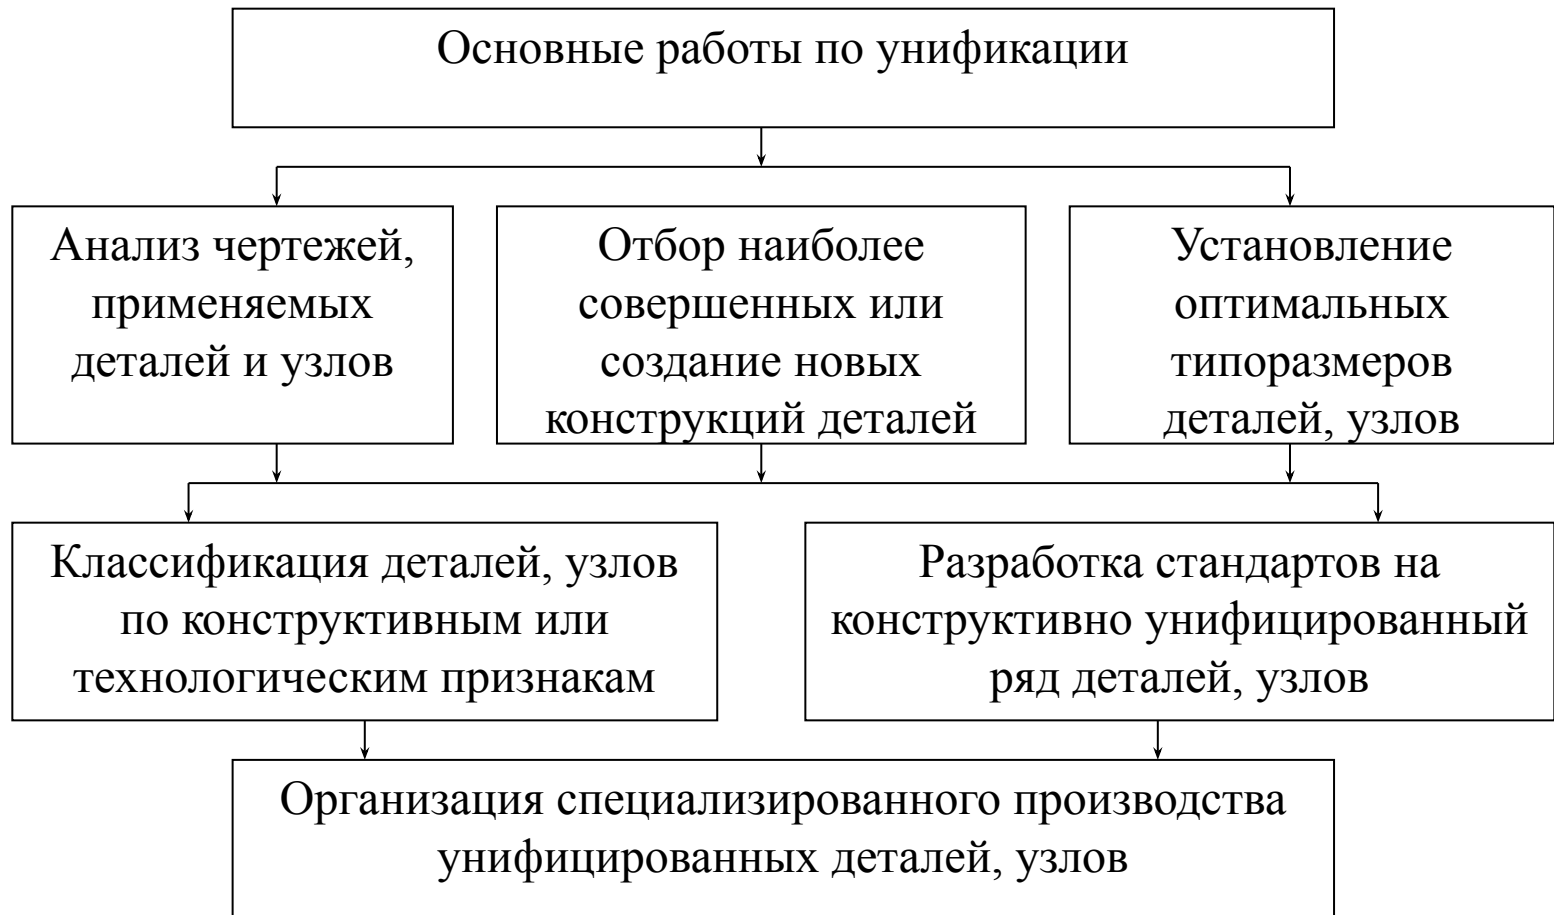 Основные работы по унификации
Анализ чертежей,
применяемых
деталей и узлов
Отбор наиболее
совершенных или
создание новых
конструкций деталей
Установление
оптимальных
типоразмеров
деталей, узлов
Классификация деталей, узлов
по конструктивным или
технологическим признакам
Разработка стандартов на
конструктивно унифицированный
ряд деталей, узлов
Организация специализированного производства
унифицированных деталей, узлов